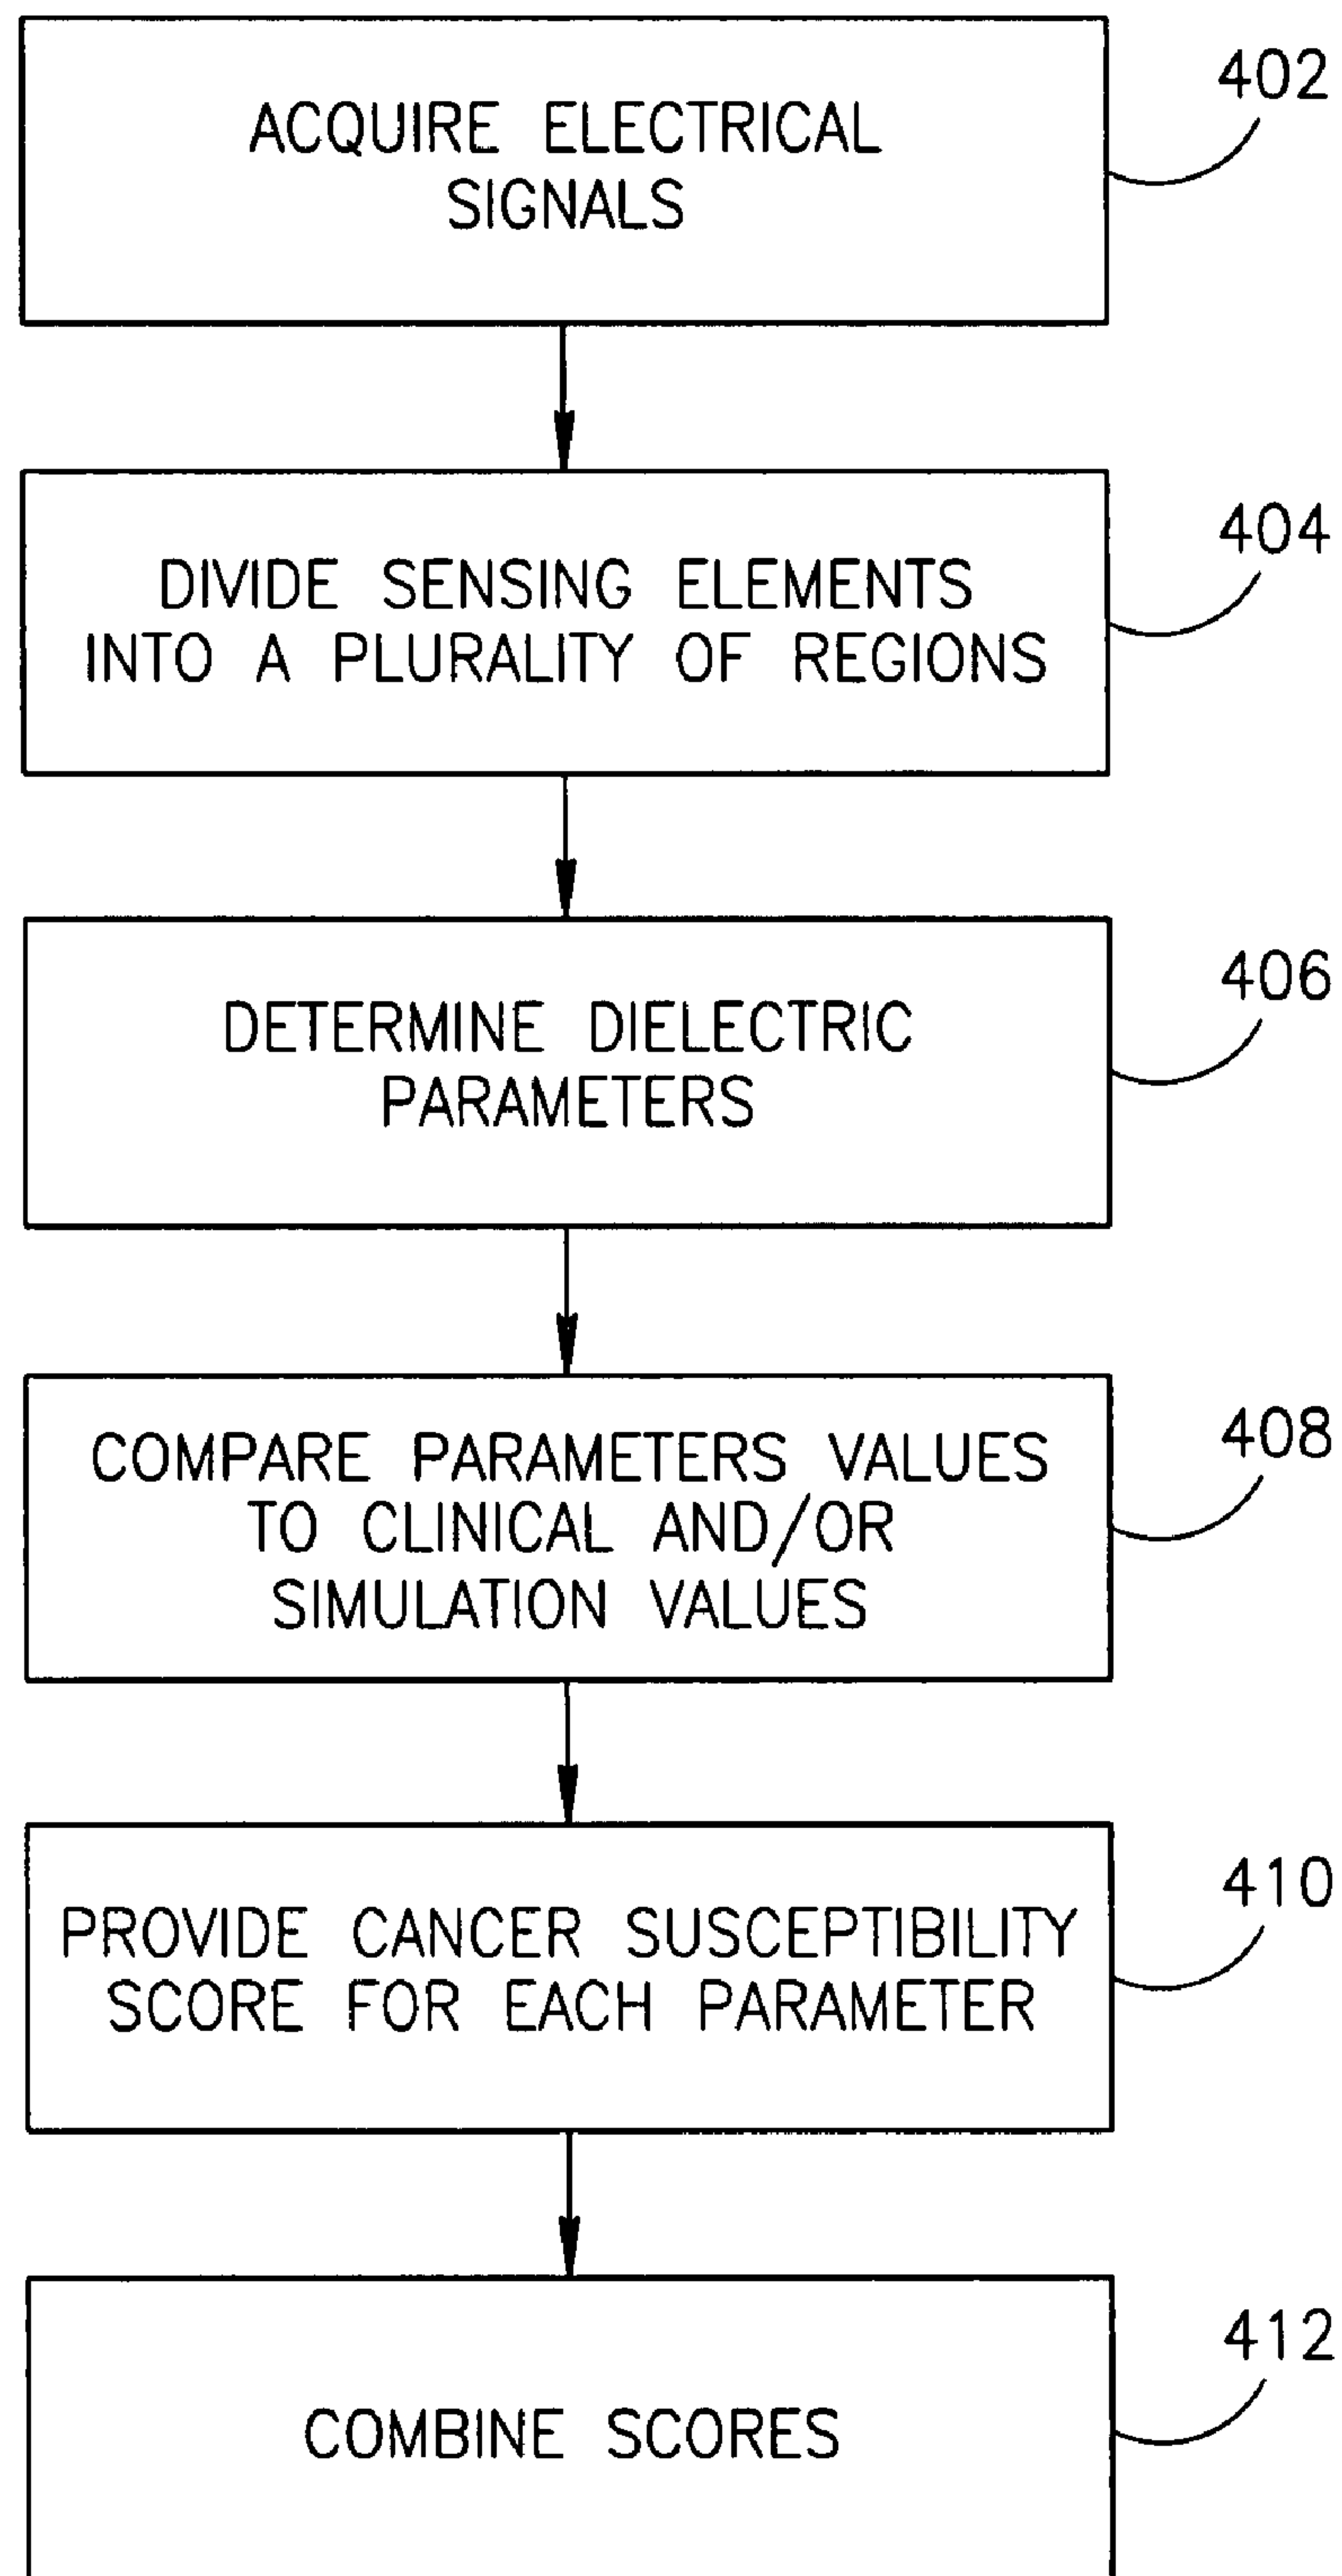 ACQUIRE ELECTRICAL
SIGNALS
402
DIVIDE SENSING ELEMENTS
INTO A PLURALITY OF REGIONS
404
DETERMINE DIELECTRIC
PARAMETERS
406
COMPARE PARAMETERS VALUES
TO CLINICAL AND/OR
SIMULATION VALUES
408
PROVIDE CANCER SUSCEPTIBILITY
SCORE FOR EACH PARAMETER
410
COMBINE SCORES
412